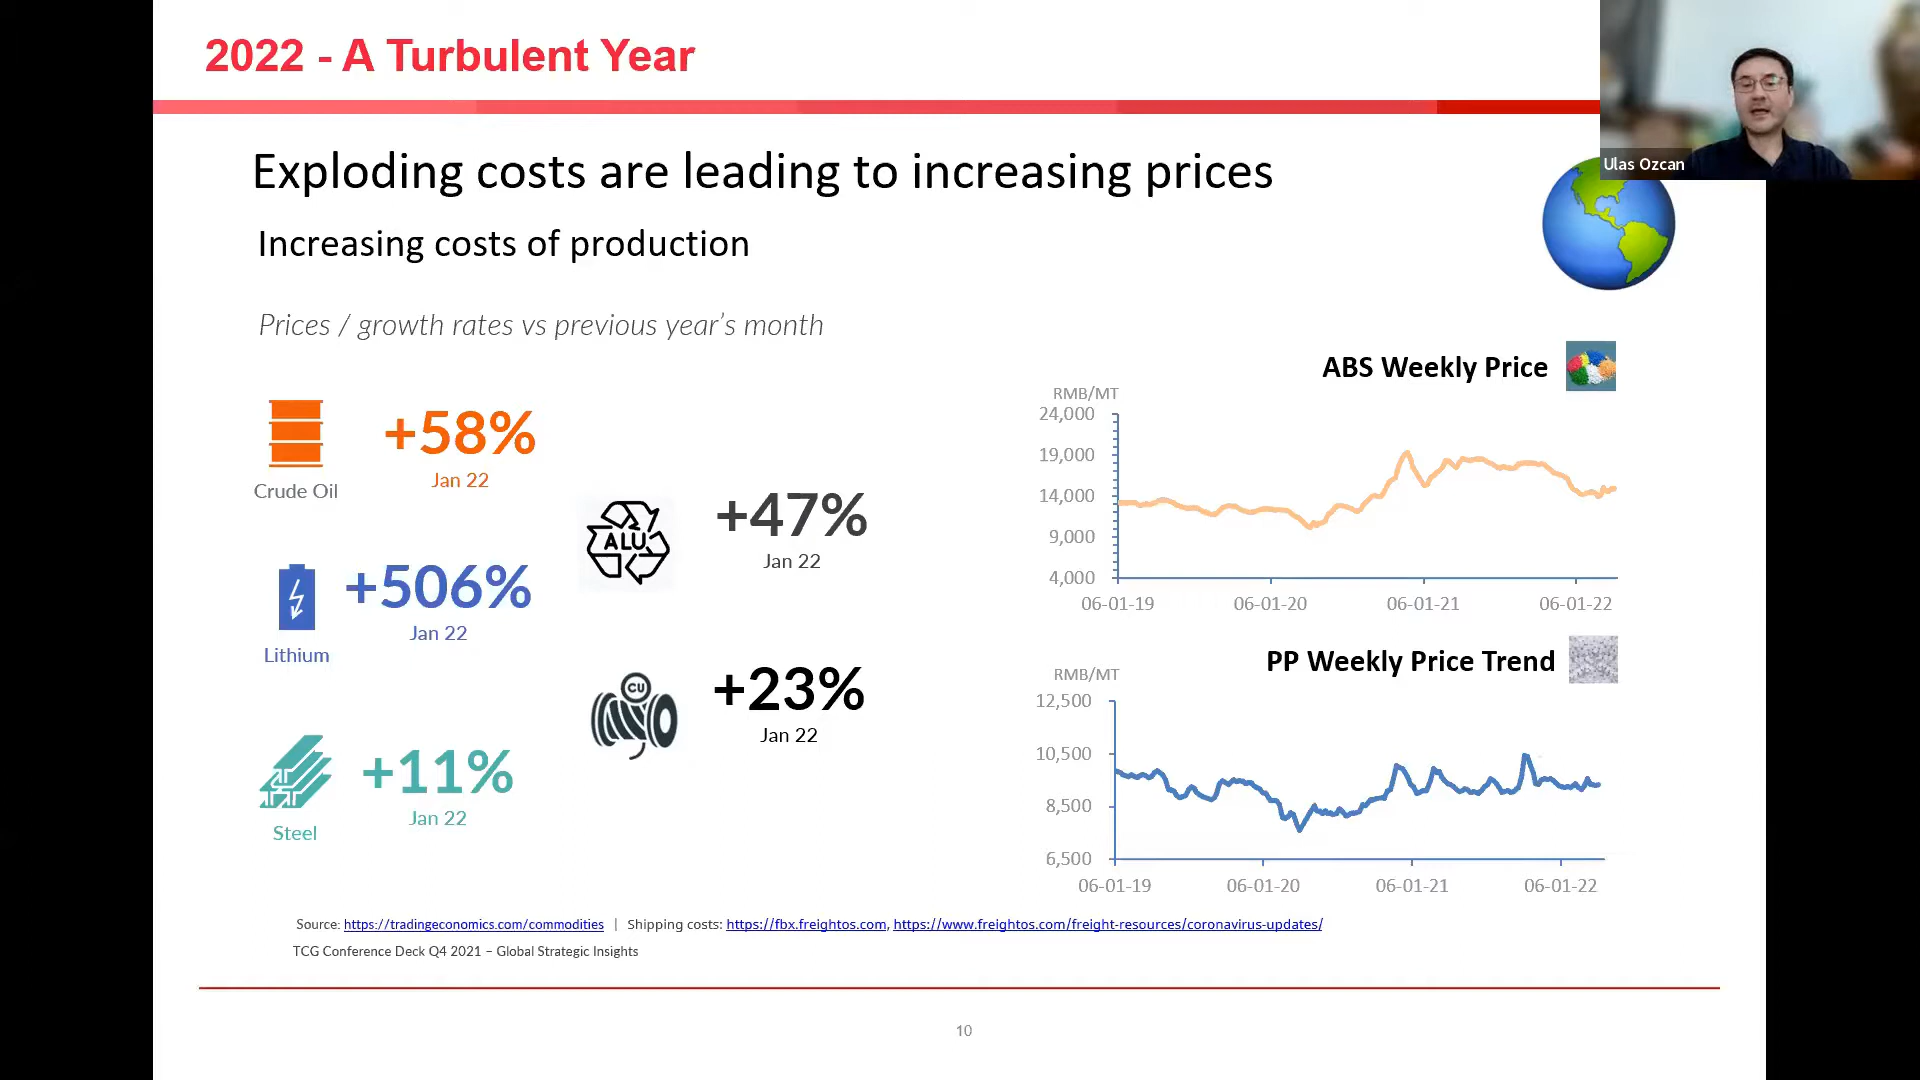 2022 - A Turbulent Year
Ulas Ozcan
Exploding costs are leading to increasing prices
Increasing costs of production
Prices / growth rates vs previous year's month
Crude Oil
+58%
Jan 22
ALU
+47%
Jan 22
Lithium
+506%
Jan 22
CU
+23%
Jan 22
Steel
+11%
Jan 22
ABS Weekly Price
RMB/MT
24,000
19,000
14,000
9,000
4,000
06-01-19 06-01-20 06-01-21 06-01-22
PP Weekly Price Trend
RMB/MT
12,500
10,500
8,500
6,500
06-01-19 06-01-20 06-01-21 06-01-22
Source: https://tradingeconomics.com/commodities | Shipping costs: https://fbx.freightos.com, https://www.freightos.com/freight-resources/coronavirus-updates/
TCG Conference Deck Q4 2021 – Global Strategic Insights
10